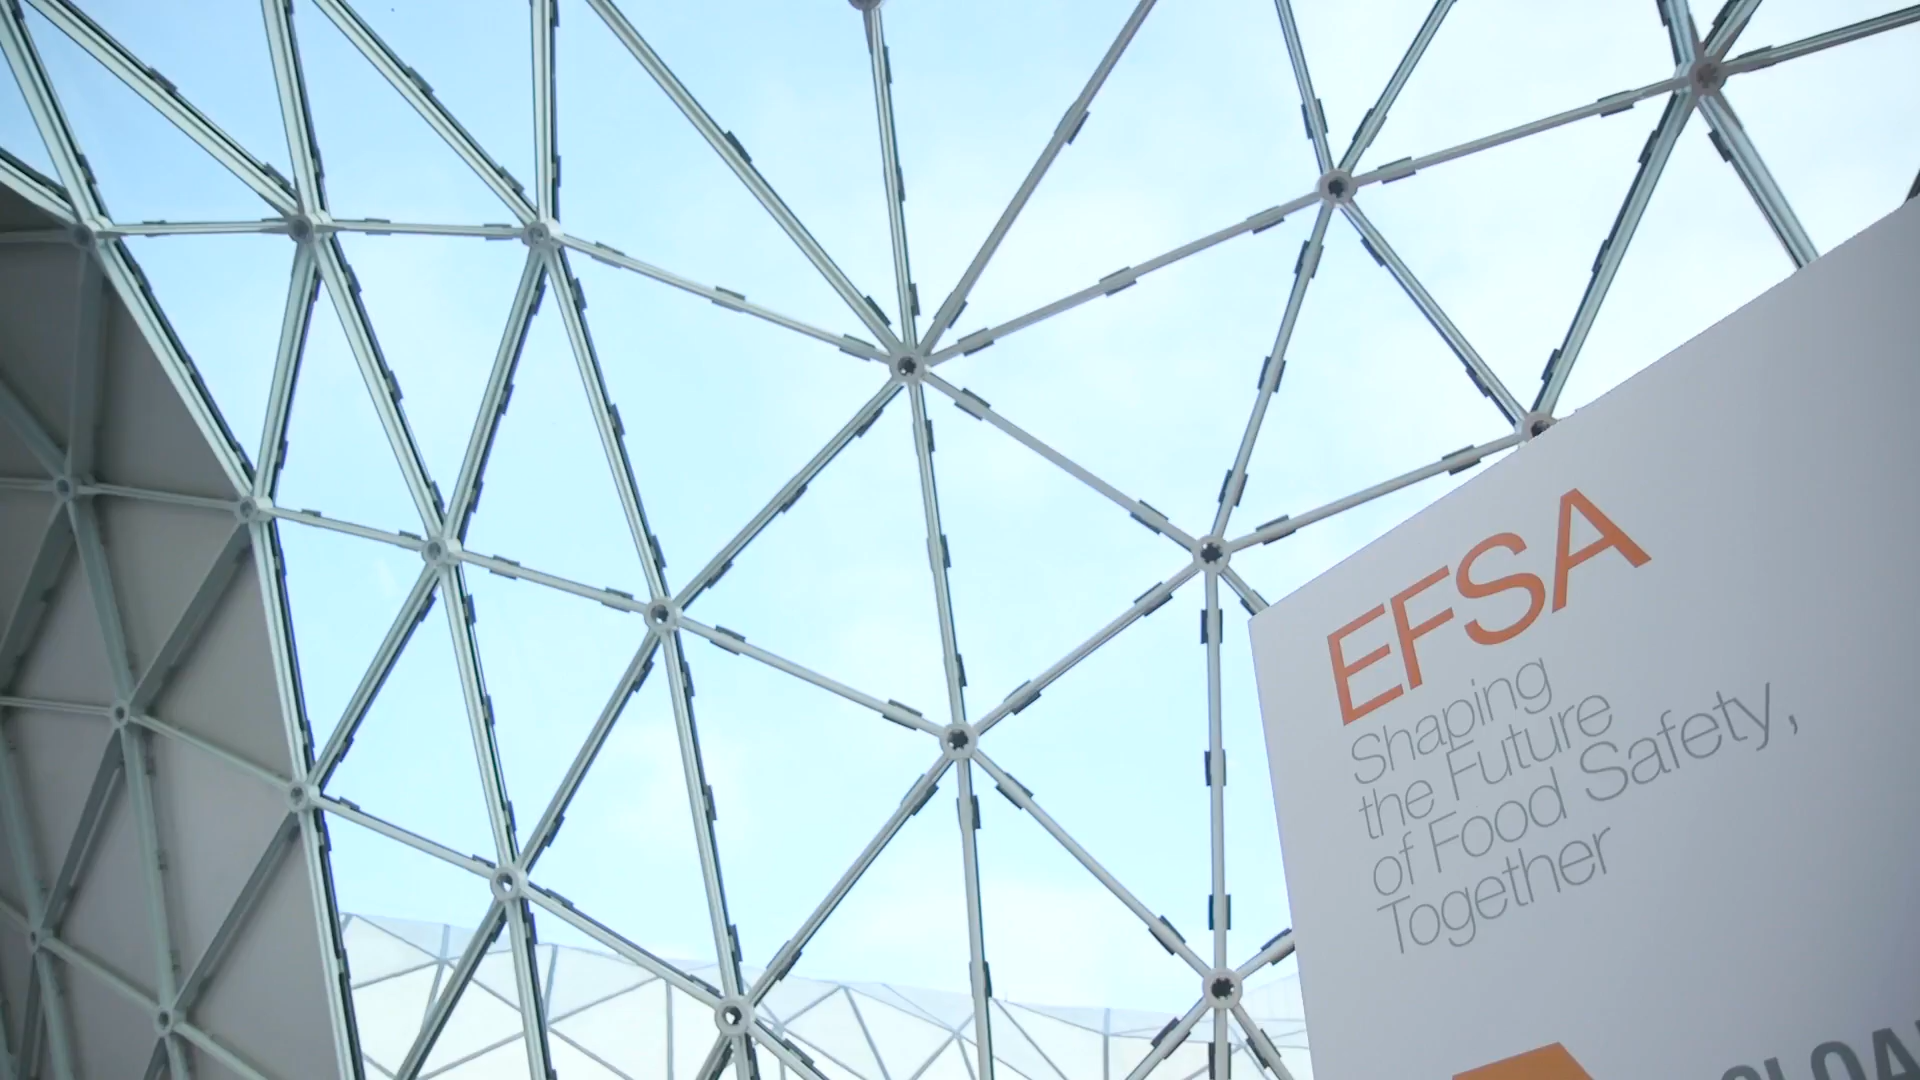 EFSA
Shaping
the Future
of Food Safety,
Together